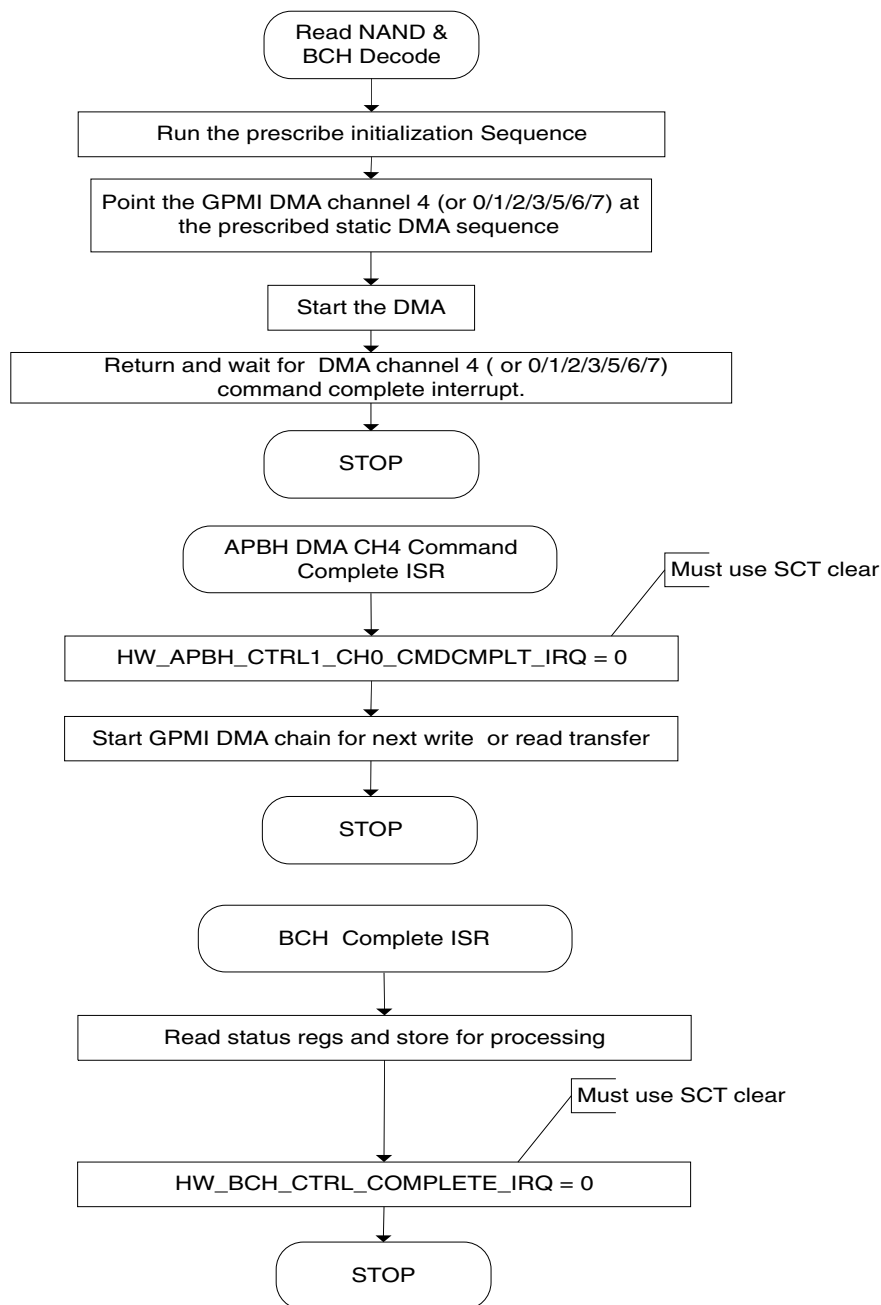 Read NAND &
BCH Decode
Run the prescribe initialization Sequence
Point the GPMI DMA channel 4 (or 0/1/2/3/5/6/7) at
the prescribed static DMA sequence
Start the DMA
Return and wait for DMA channel 4 ( or 0/1/2/3/5/6/7)
command complete interrupt.
STOP
APBH DMA CH4 Command
Complete ISR
Must use SCT clear
HW_APBH_CTRL1_CH0_CMDCMPLT_IRQ = 0
Start GPMI DMA chain for next write or read transfer
STOP
BCH Complete ISR
Read status regs and store for processing
Must use SCT clear
HW_BCH_CTRL_COMPLETE_IRQ = 0
STOP